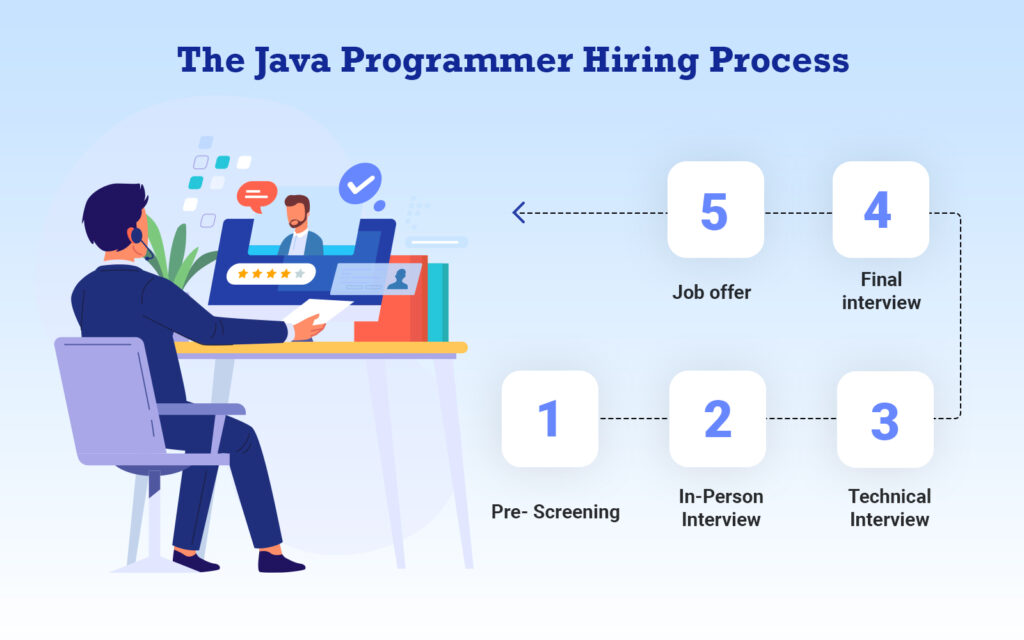 The Java Programmer Hiring Process
1
Pre- Screening
2
In-Person
Interview
3
Technical
Interview
4
Final
interview
5
Job offer